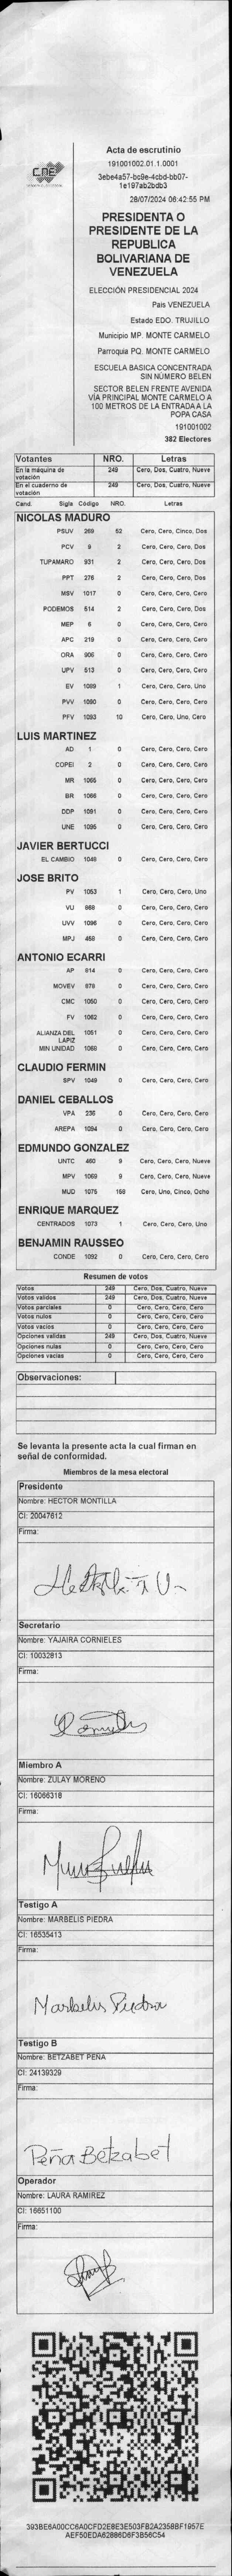 CNE
Acta de escrutinio
191001002.01.1.0001
3ebe4a57-bc9e-4cbd-bb07-
1e197ab2bdb3
28/07/2024 06:42:55 PM
PRESIDENTA O
PRESIDENTE DE LA
REPUBLICA
BOLIVARIANA DE
VENEZUELA
ELECCIÓN PRESIDENCIAL 2024
Pais VENEZUELA
Estado EDO. TRUJILLO
Municipio MP. MONTE CARMELO
Parroquia PQ. MONTE CARMELO
ESCUELA BASICA CONCENTRADA
SIN NÚMERO BELEN
SECTOR BELEN FRENTE AVENIDA
VÍA PRINCIPAL MONTE CARMELO A
100 METROS DE LA ENTRADA A LA
POPA CASA
191001002
382 Electores
Votantes NRO. Letras
En la máquina de votación 249 Cero, Dos, Cuatro, Nueve
En el cuaderno de votación 249 Cero, Dos, Cuatro, Nueve
Cand. Sigla Código NRO. Letras
NICOLAS MADURO
PSUV 269 52 Cero, Cero, Cinco, Dos
PCV 9 2 Cero, Cero, Cero, Dos
TUPAMARO 931 2 Cero, Cero, Cero, Dos
PPT 276 2 Cero, Cero, Cero, Dos
MSV 1017 0 Cero, Cero, Cero, Cero
PODEMOS 514 2 Cero, Cero, Cero, Dos
MEP 6 0 Cero, Cero, Cero, Cero
APC 219 0 Cero, Cero, Cero, Cero
ORA 906 0 Cero, Cero, Cero, Cero
UPV 513 0 Cero, Cero, Cero, Cero
EV 1089 1 Cero, Cero, Cero, Uno
PVV 1090 0 Cero, Cero, Cero, Cero
PFV 1093 10 Cero, Cero, Uno, Cero
LUIS MARTINEZ
AD 1 0 Cero, Cero, Cero, Cero
COPEI 2 0 Cero, Cero, Cero, Cero
MR 1065 0 Cero, Cero, Cero, Cero
BR 1066 0 Cero, Cero, Cero, Cero
DDP 1091 0 Cero, Cero, Cero, Cero
UNE 1095 0 Cero, Cero, Cero, Cero
JAVIER BERTUCCI
EL CAMBIO 1048 0 Cero, Cero, Cero, Cero
JOSE BRITO
PV 1053 1 Cero, Cero, Cero, Uno
VU 868 0 Cero, Cero, Cero, Cero
UVV 1096 0 Cero, Cero, Cero, Cero
MPJ 458 0 Cero, Cero, Cero, Cero
ANTONIO ECARRI
AP 814 0 Cero, Cero, Cero, Cero
MOVEV 878 0 Cero, Cero, Cero, Cero
CMC 1050 0 Cero, Cero, Cero, Cero
FV 1062 0 Cero, Cero, Cero, Cero
ALIANZA DEL LAPIZ 1051 0 Cero, Cero, Cero, Cero
MIN UNIDAD 1068 0 Cero, Cero, Cero, Cero
CLAUDIO FERMIN
SPV 1049 0 Cero, Cero, Cero, Cero
DANIEL CEBALLOS
VPA 236 0 Cero, Cero, Cero, Cero
AREPA 1094 0 Cero, Cero, Cero, Cero
EDMUNDO GONZALEZ
UNTC 460 9 Cero, Cero, Cero, Nueve
MPV 1069 9 Cero, Cero, Cero, Nueve
MUD 1075 158 Cero, Uno, Cinco, Ocho
ENRIQUE MARQUEZ
CENTRADOS 1073 1 Cero, Cero, Cero, Uno
BENJAMIN RAUSSEO
CONDE 1092 0 Cero, Cero, Cero, Cero
Resumen de votos
Votos 249 Cero, Dos, Cuatro, Nueve
Votos validos 249 Cero, Dos, Cuatro, Nueve
Votos parciales 0 Cero, Cero, Cero, Cero
Votos nulos 0 Cero, Cero, Cero, Cero
Votos vacios 0 Cero, Cero, Cero, Cero
Opciones validas 249 Cero, Dos, Cuatro, Nueve
Opciones nulas 0 Cero, Cero, Cero, Cero
Opciones vacias 0 Cero, Cero, Cero, Cero
Observaciones:
Se levanta la presente acta la cual firman en
señal de conformidad.
Miembros de la mesa electoral
Presidente
Nombre: HECTOR MONTILLA
CI: 20047612
Firma:
Secretario
Nombre: YAJAIRA CORNIELES
CI: 10032813
Firma:
Miembro A
Nombre: ZULAY MORENO
CI: 16066318
Firma:
Testigo A
Nombre: MARBELIS PIEDRA
CI: 16535413
Firma:
Marbelis Piedra
Testigo B
Nombre: BETZABET PEÑA
CI: 24139329
Firma:
Peña Betzabet
Operador
Nombre: LAURA RAMIREZ
CI: 16651100
Firma:
393BE6A00CC6A0CFD2E8E3E503FB2A2358BF1957E
AEF50EDA62886D6F3B56C54